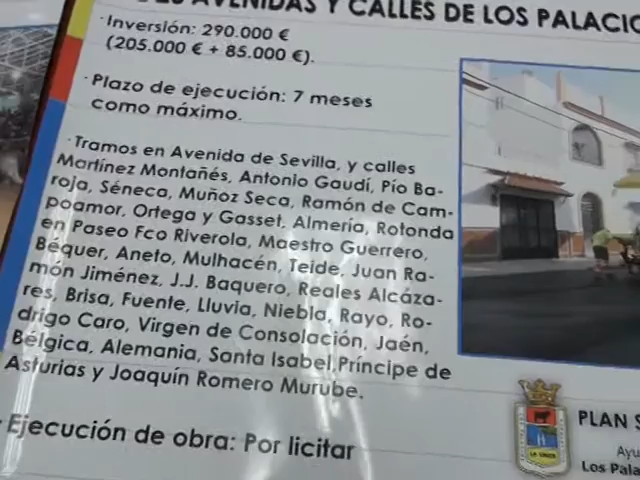 AVENIDAS Y CALLES DE LOS PALACIO
· Inversión: 290.000 €
(205.000 € + 85.000 €).
· Plazo de ejecución: 7 meses
como máximo.
· Tramos en Avenida de Sevilla, y calles
Martínez Montañés, Antonio Gaudí, Pío Ba-
roja, Séneca, Muñoz Seca, Ramón de Cam-
poamor, Ortega y Gasset, Almería, Rotonda
en Paseo Fco Riverola, Maestro Guerrero,
Béquer, Aneto, Mulhacén, Teide, Juan Ra-
món Jiménez, J.J. Baquero, Reales Alcáza-
res, Brisa, Fuente, Lluvia, Niebla, Rayo, Ro-
drigo Caro, Virgen de Consolación, Jaén,
Bélgica, Alemania, Santa Isabel,Príncipe de
Asturias y Joaquín Romero Murube.
· Ejecución de obra: Por licitar
PLAN S
Ayu
Los Pala